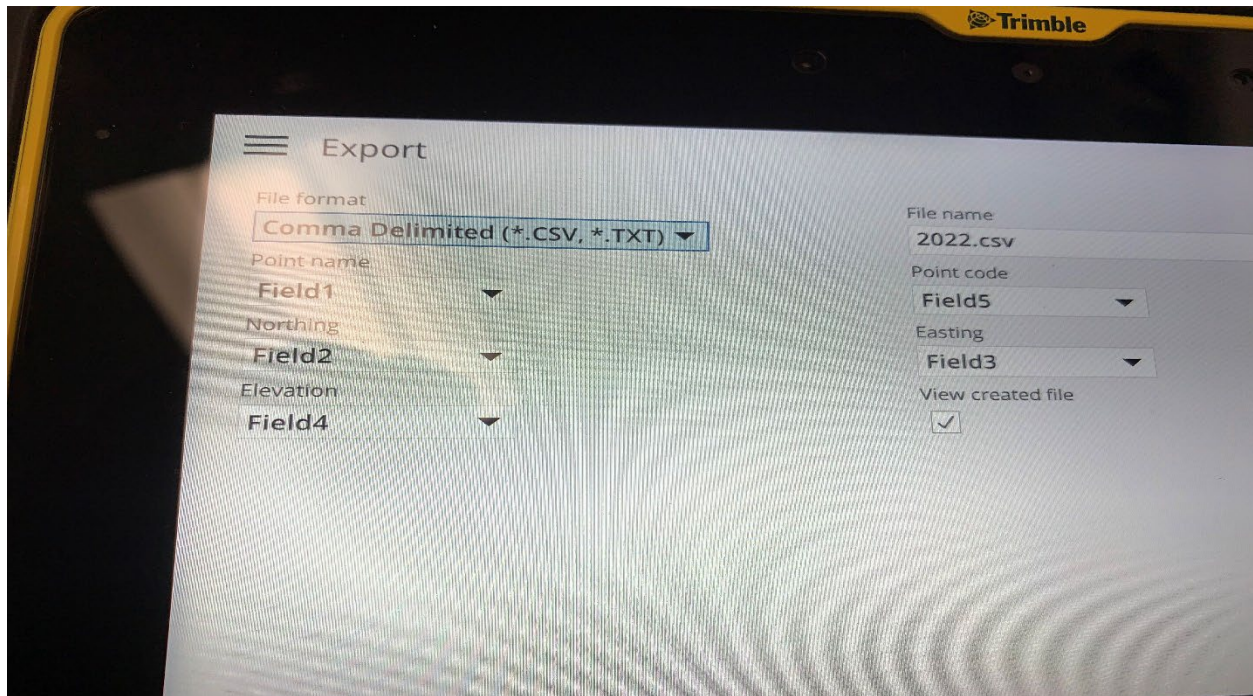 Trimble
Export
File format
Comma Delimited (*.CSV, *.TXT)
File name
2022.csv
Point name
Field1
Point code
Field5
Northing
Field2
Easting
Field3
Elevation
Field4
View created file